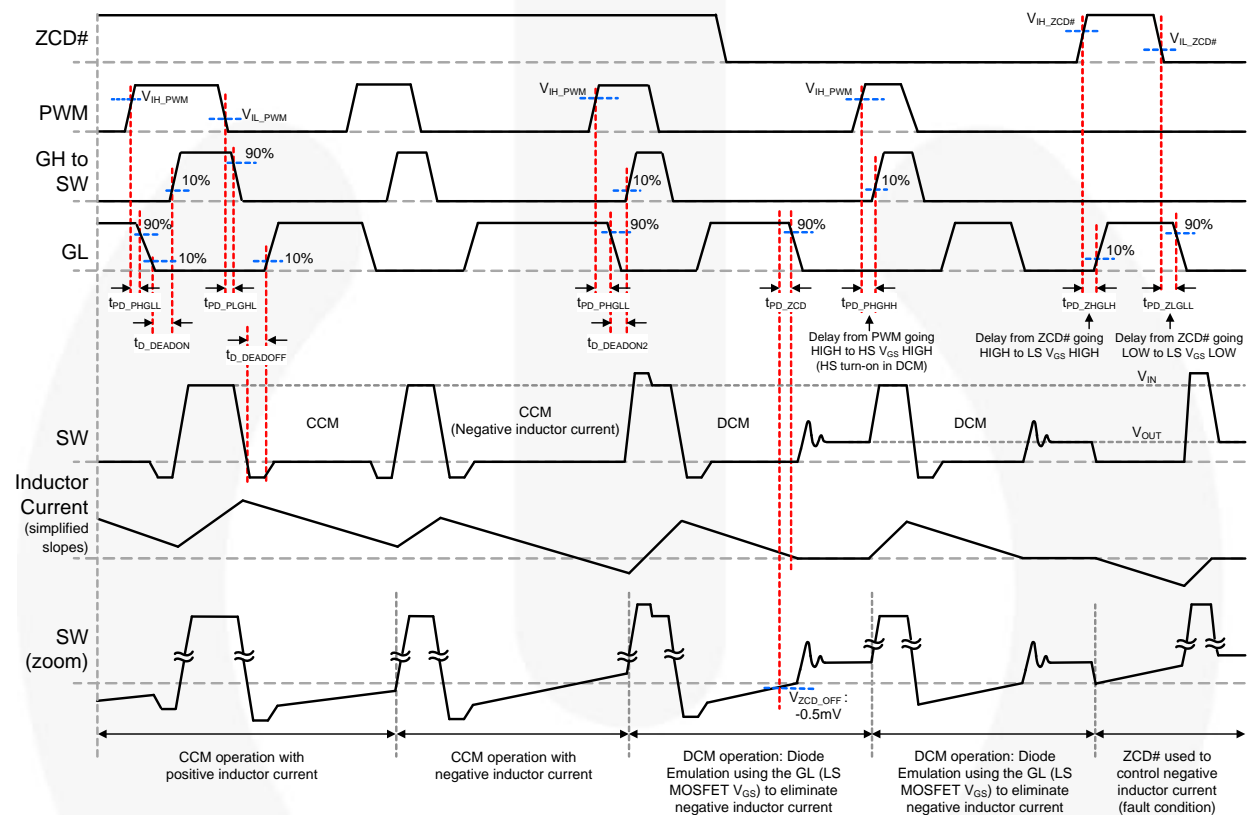 ZCD#
V_IH_ZCD#
V_IL_ZCD#
PWM
V_IH_PWM
V_IL_PWM
V_IH_PWM
V_IH_PWM
GH to
SW
90%
10%
10%
10%
GL
90%
10%
10%
90%
90%
10%
90%
t_PD_PHGLL
t_PD_PLGHL
t_PD_PHGLL
t_PD_ZCD
t_PD_PHGHH
t_PD_ZHGLH
t_PD_ZLGLL
t_D_DEADON
t_D_DEADOFF
t_D_DEADON2
Delay from PWM going
HIGH to HS V_GS HIGH
(HS turn-on in DCM)
Delay from ZCD# going
HIGH to LS V_GS HIGH
Delay from ZCD# going
LOW to LS V_GS LOW
V_IN
SW
CCM
CCM
(Negative inductor current)
DCM
DCM
V_OUT
Inductor
Current
(simplified
slopes)
SW
(zoom)
V_ZCD_OFF :
-0.5mV
CCM operation with
positive inductor current
CCM operation with
negative inductor current
DCM operation: Diode
Emulation using the GL (LS
MOSFET V_GS) to eliminate
negative inductor current
DCM operation: Diode
Emulation using the GL (LS
MOSFET V_GS) to eliminate
negative inductor current
ZCD# used to
control negative
inductor current
(fault condition)